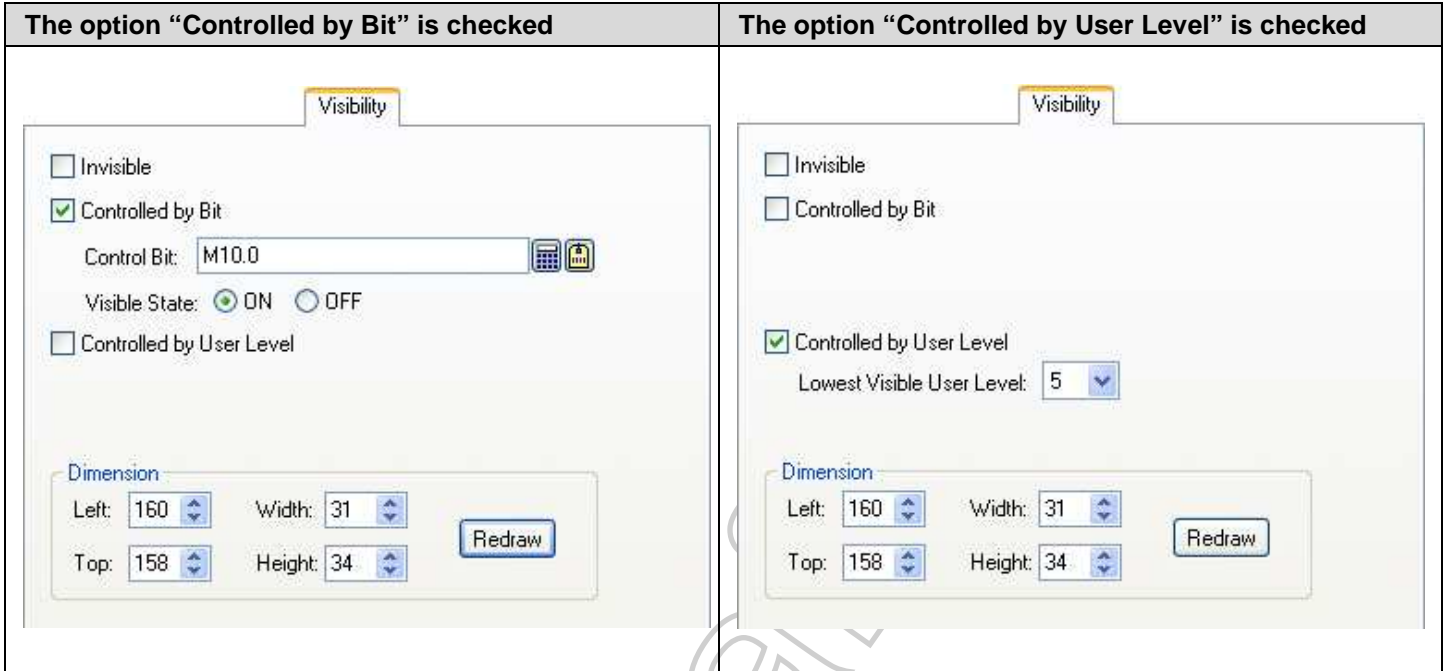 The option “Controlled by Bit” is checked
Visibility
Invisible
Controlled by Bit
Control Bit: M10.0
Visible State: ON OFF
Controlled by User Level
Dimension
Left: 160 Width: 31
Redraw
Top: 158 Height: 34
The option “Controlled by User Level” is checked
Visibility
Invisible
Controlled by Bit
Controlled by User Level
Lowest Visible User Level: 5
Dimension
Left: 160 Width: 31
Redraw
Top: 158 Height: 34